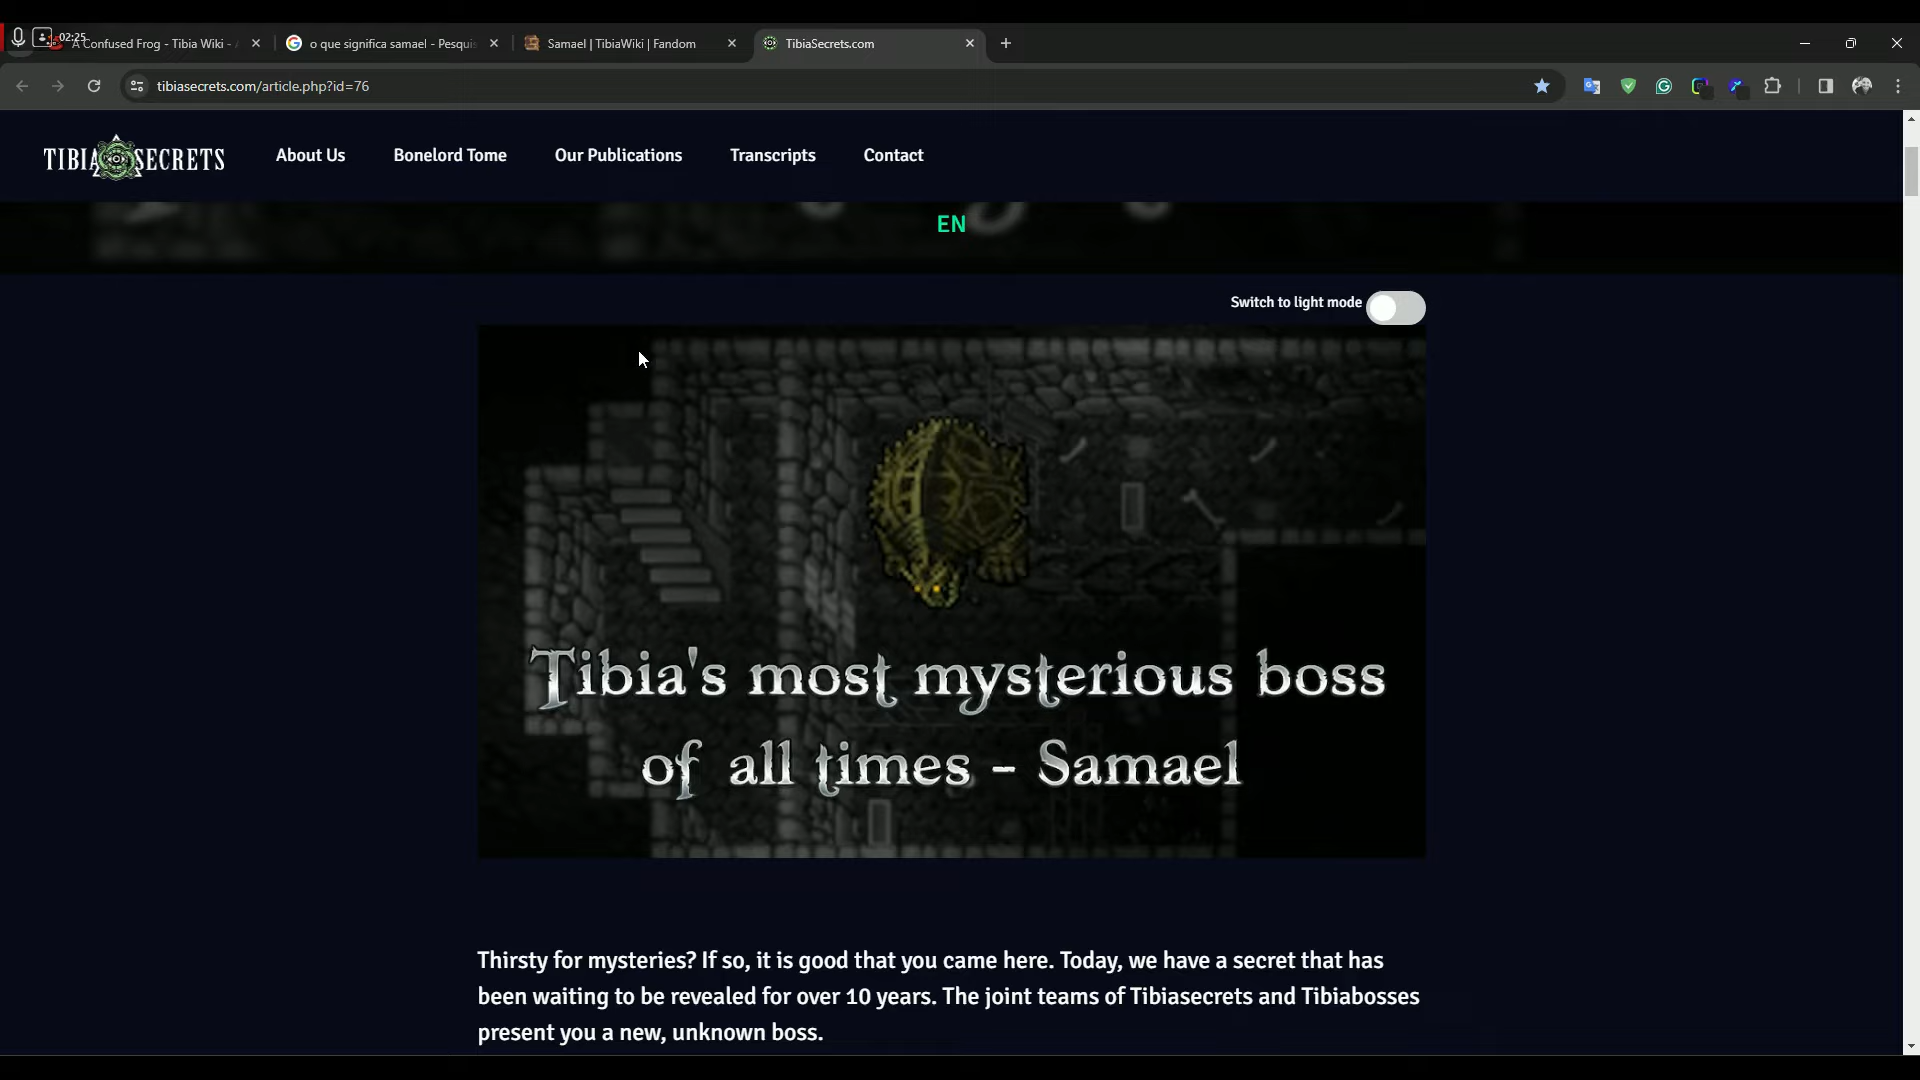 02:25
A Confused Frog - Tibia Wiki -
o que significa samael - Pesqui
Samael | TibiaWiki | Fandom
TibiaSecrets.com
tibiasecrets.com/article.php?id=76
TIBIA SECRETS
About Us
Bonelord Tome
Our Publications
Transcripts
Contact
EN
Switch to light mode
Tibia's most mysterious boss
of all times - Samael
Thirsty for mysteries? If so, it is good that you came here. Today, we have a secret that has
been waiting to be revealed for over 10 years. The joint teams of Tibiasecrets and Tibiabosses
present you a new, unknown boss.